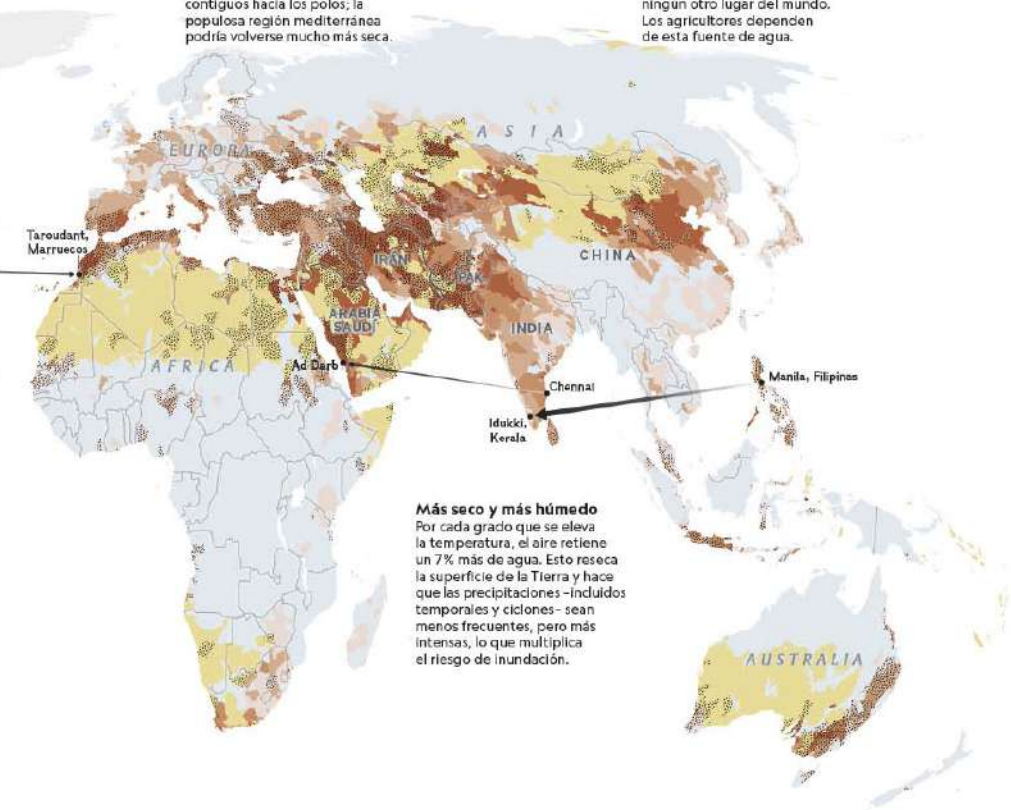 contiguos hacia los polos; la
populosa región mediterránea
podría volverse mucho más seca.
ningún otro lugar del mundo.
Los agricultores dependen
de esta fuente de agua.
ASIA
EUROPA
Taroudant,
Marruecos
IRÁN
CHINA
PAK.
ARABIA
SAUDÍ
INDIA
ÁFRICA
Ad Darb
Chennai
Manila, Filipinas
Idukki,
Kerala
Más seco y más húmedo
Por cada grado que se eleva
la temperatura, el aire retiene
un 7% más de agua. Esto reseca
la superficie de la Tierra y hace
que las precipitaciones –incluidos
temporales y ciclones– sean
menos frecuentes, pero más
intensas, lo que multiplica
el riesgo de inundación.
AUSTRALIA